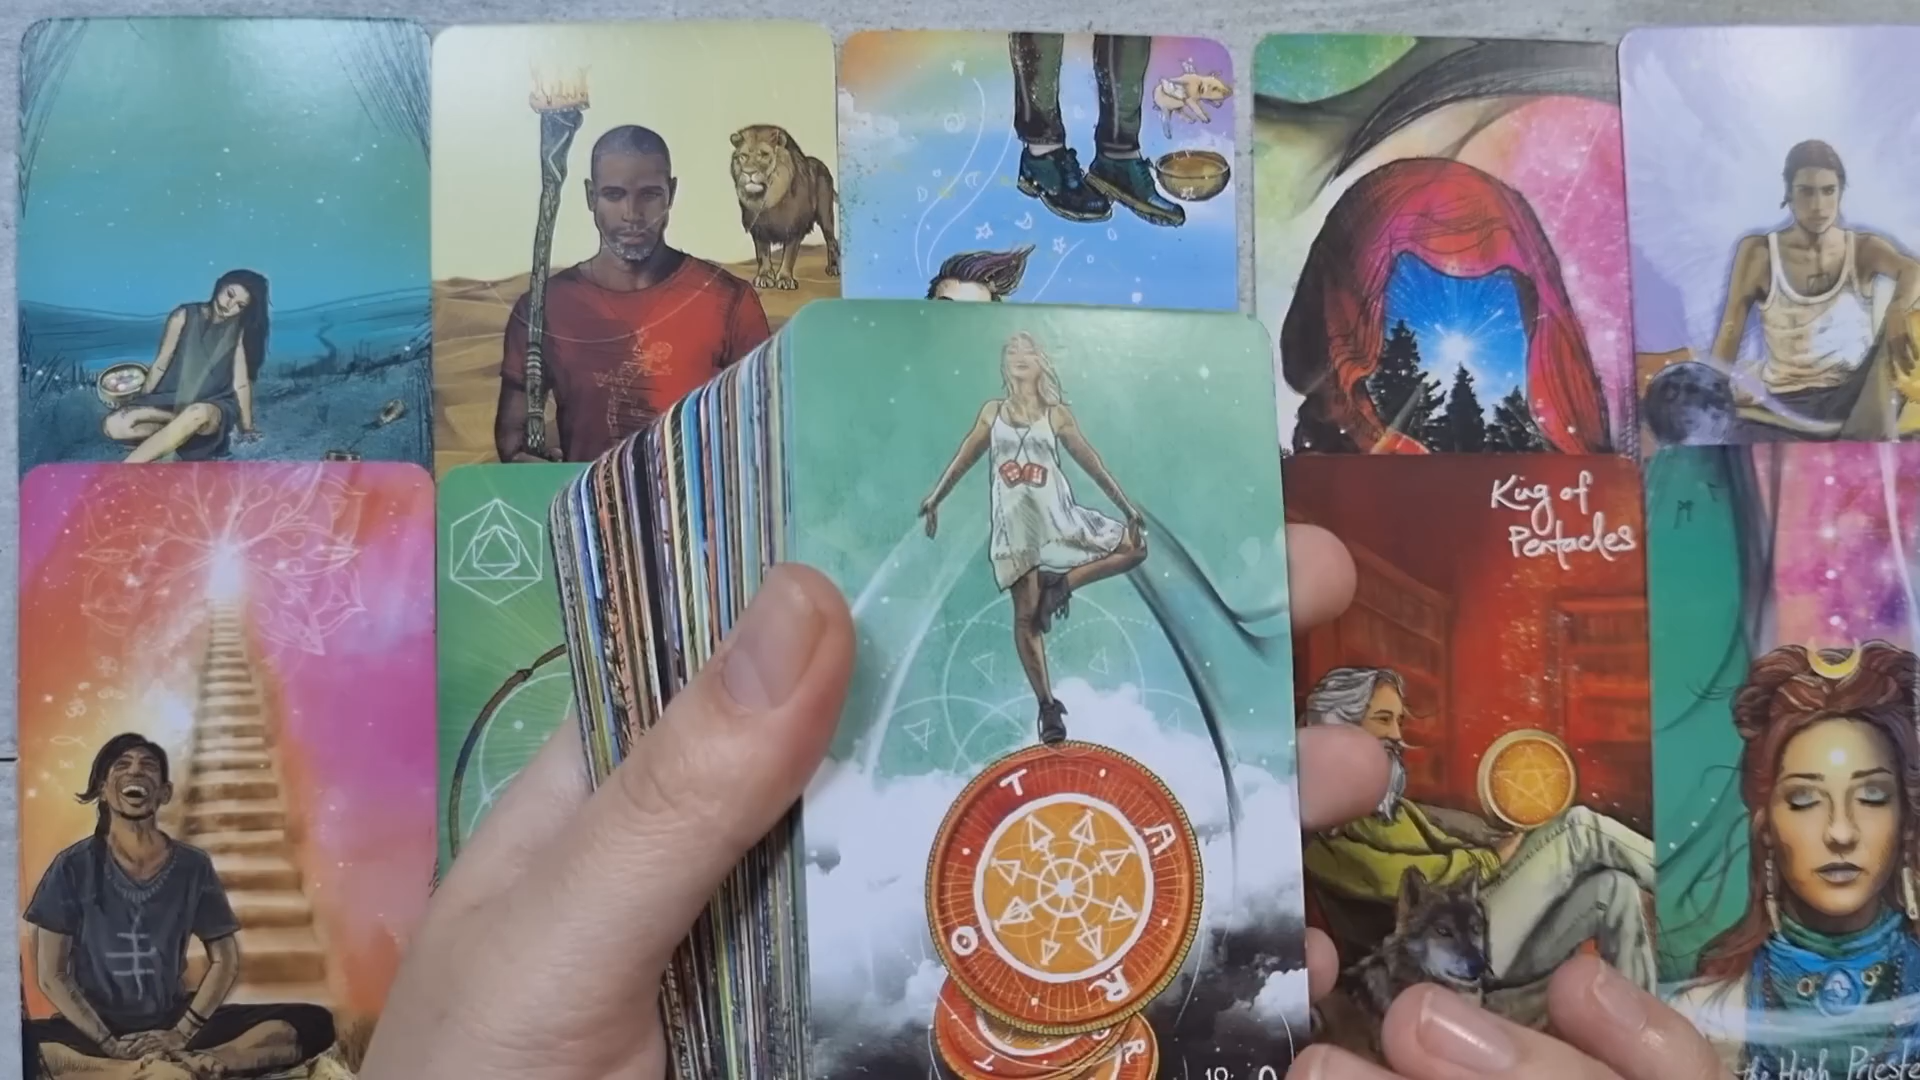 King of
Pentacles
T
A
R
O
T
R
the High Prieste